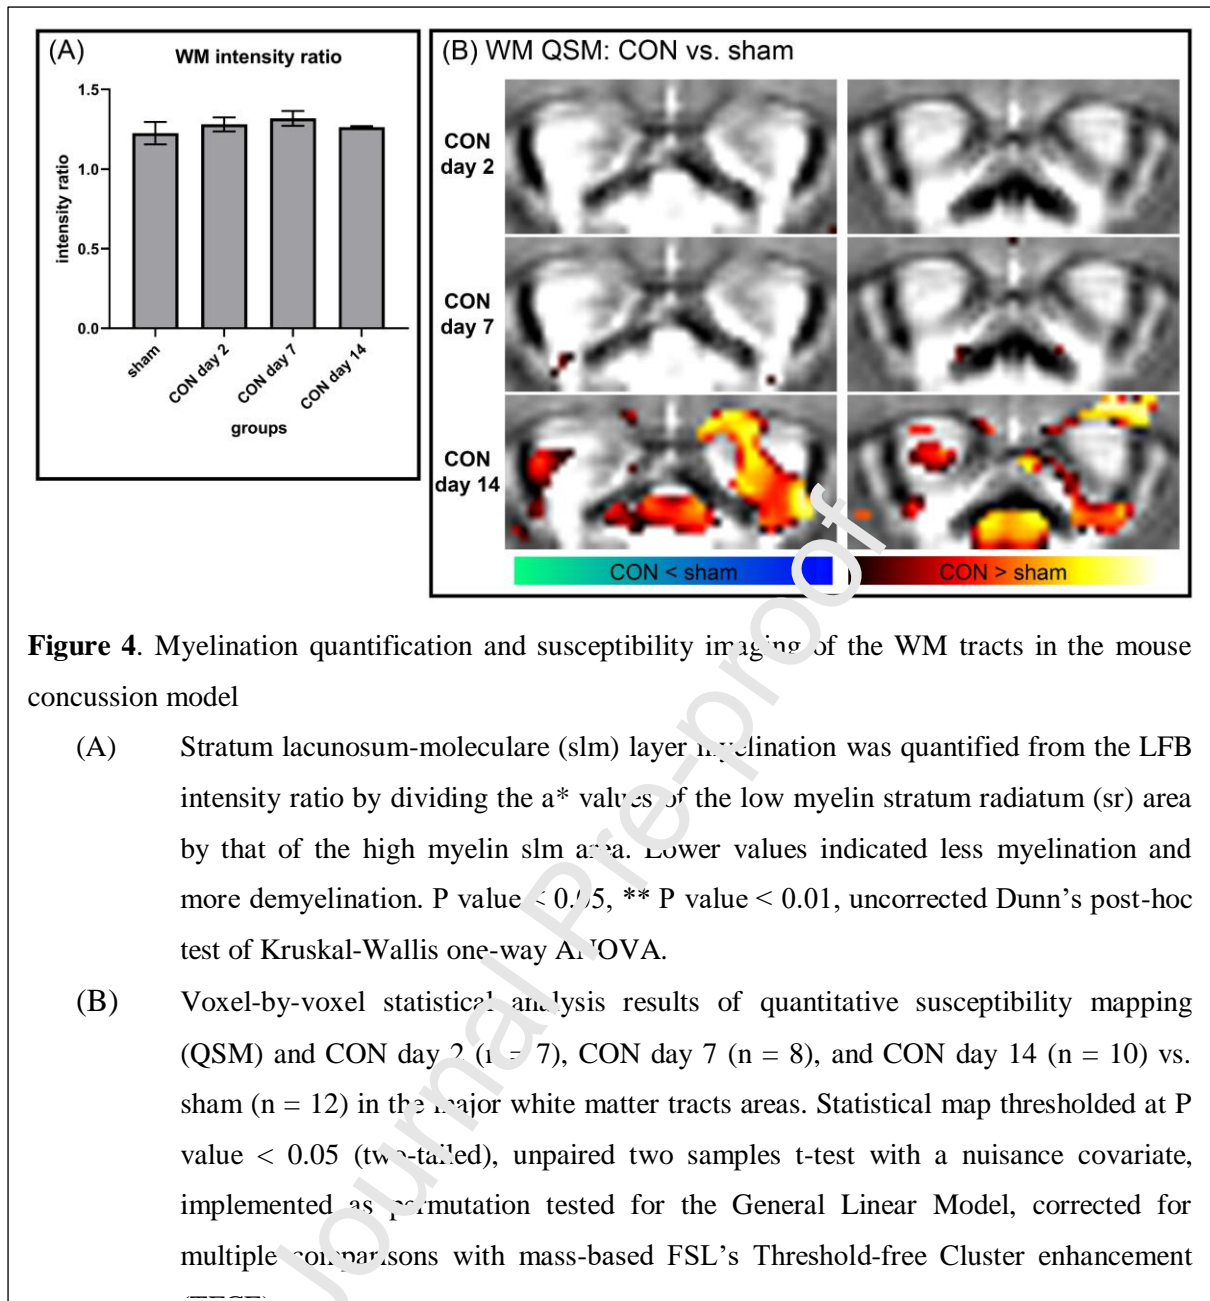 (A)
WM intensity ratio
1.5
1.0
0.5
0.0
intensity ratio
sham
CON day 2
CON day 7
CON day 14
groups
(B) WM QSM: CON vs. sham
CON
day 2
CON
day 7
CON
day 14
CON < sham
CON > sham
Figure 4. Myelination quantification and susceptibility imaging of the WM tracts in the mouse
concussion model
(A) Stratum lacunosum-moleculare (slm) layer myelination was quantified from the LFB
intensity ratio by dividing the a* values of the low myelin stratum radiatum (sr) area
by that of the high myelin slm area. Lower values indicated less myelination and
more demyelination. P value < 0.05, ** P value < 0.01, uncorrected Dunn’s post-hoc
test of Kruskal-Wallis one-way ANOVA.
(B) Voxel-by-voxel statistical analysis results of quantitative susceptibility mapping
(QSM) and CON day 2 (n = 7), CON day 7 (n = 8), and CON day 14 (n = 10) vs.
sham (n = 12) in the major white matter tracts areas. Statistical map thresholded at P
value < 0.05 (two-tailed), unpaired two samples t-test with a nuisance covariate,
implemented as permutation tested for the General Linear Model, corrected for
multiple comparisons with mass-based FSL’s Threshold-free Cluster enhancement
Journal Pre-proof